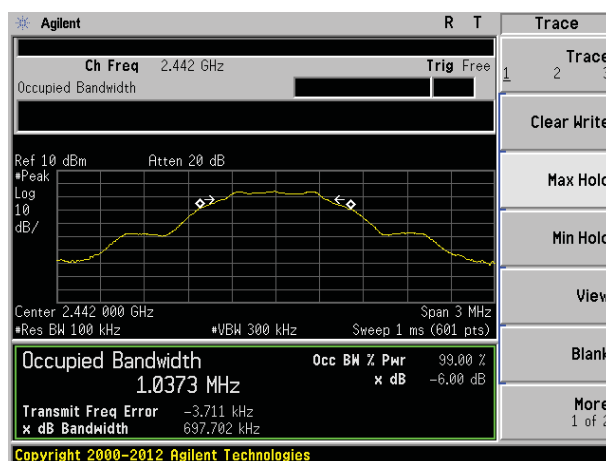 Agilent R T Trace
Ch Freq 2.442 GHz Trig Free
Occupied Bandwidth
Trace
1 2 3
Clear Write
Max Hold
Min Hold
View
Blank
More
1 of 2
Ref 10 dBm Atten 20 dB
#Peak
Log
10
dB/
Center 2.442 000 GHz Span 3 MHz
#Res BW 100 kHz #VBW 300 kHz Sweep 1 ms (601 pts)
Occupied Bandwidth Occ BW % Pwr 99.00 %
1.0373 MHz x dB -6.00 dB
Transmit Freq Error -3.711 kHz
x dB Bandwidth 697.702 kHz
Copyright 2000-2012 Agilent Technologies